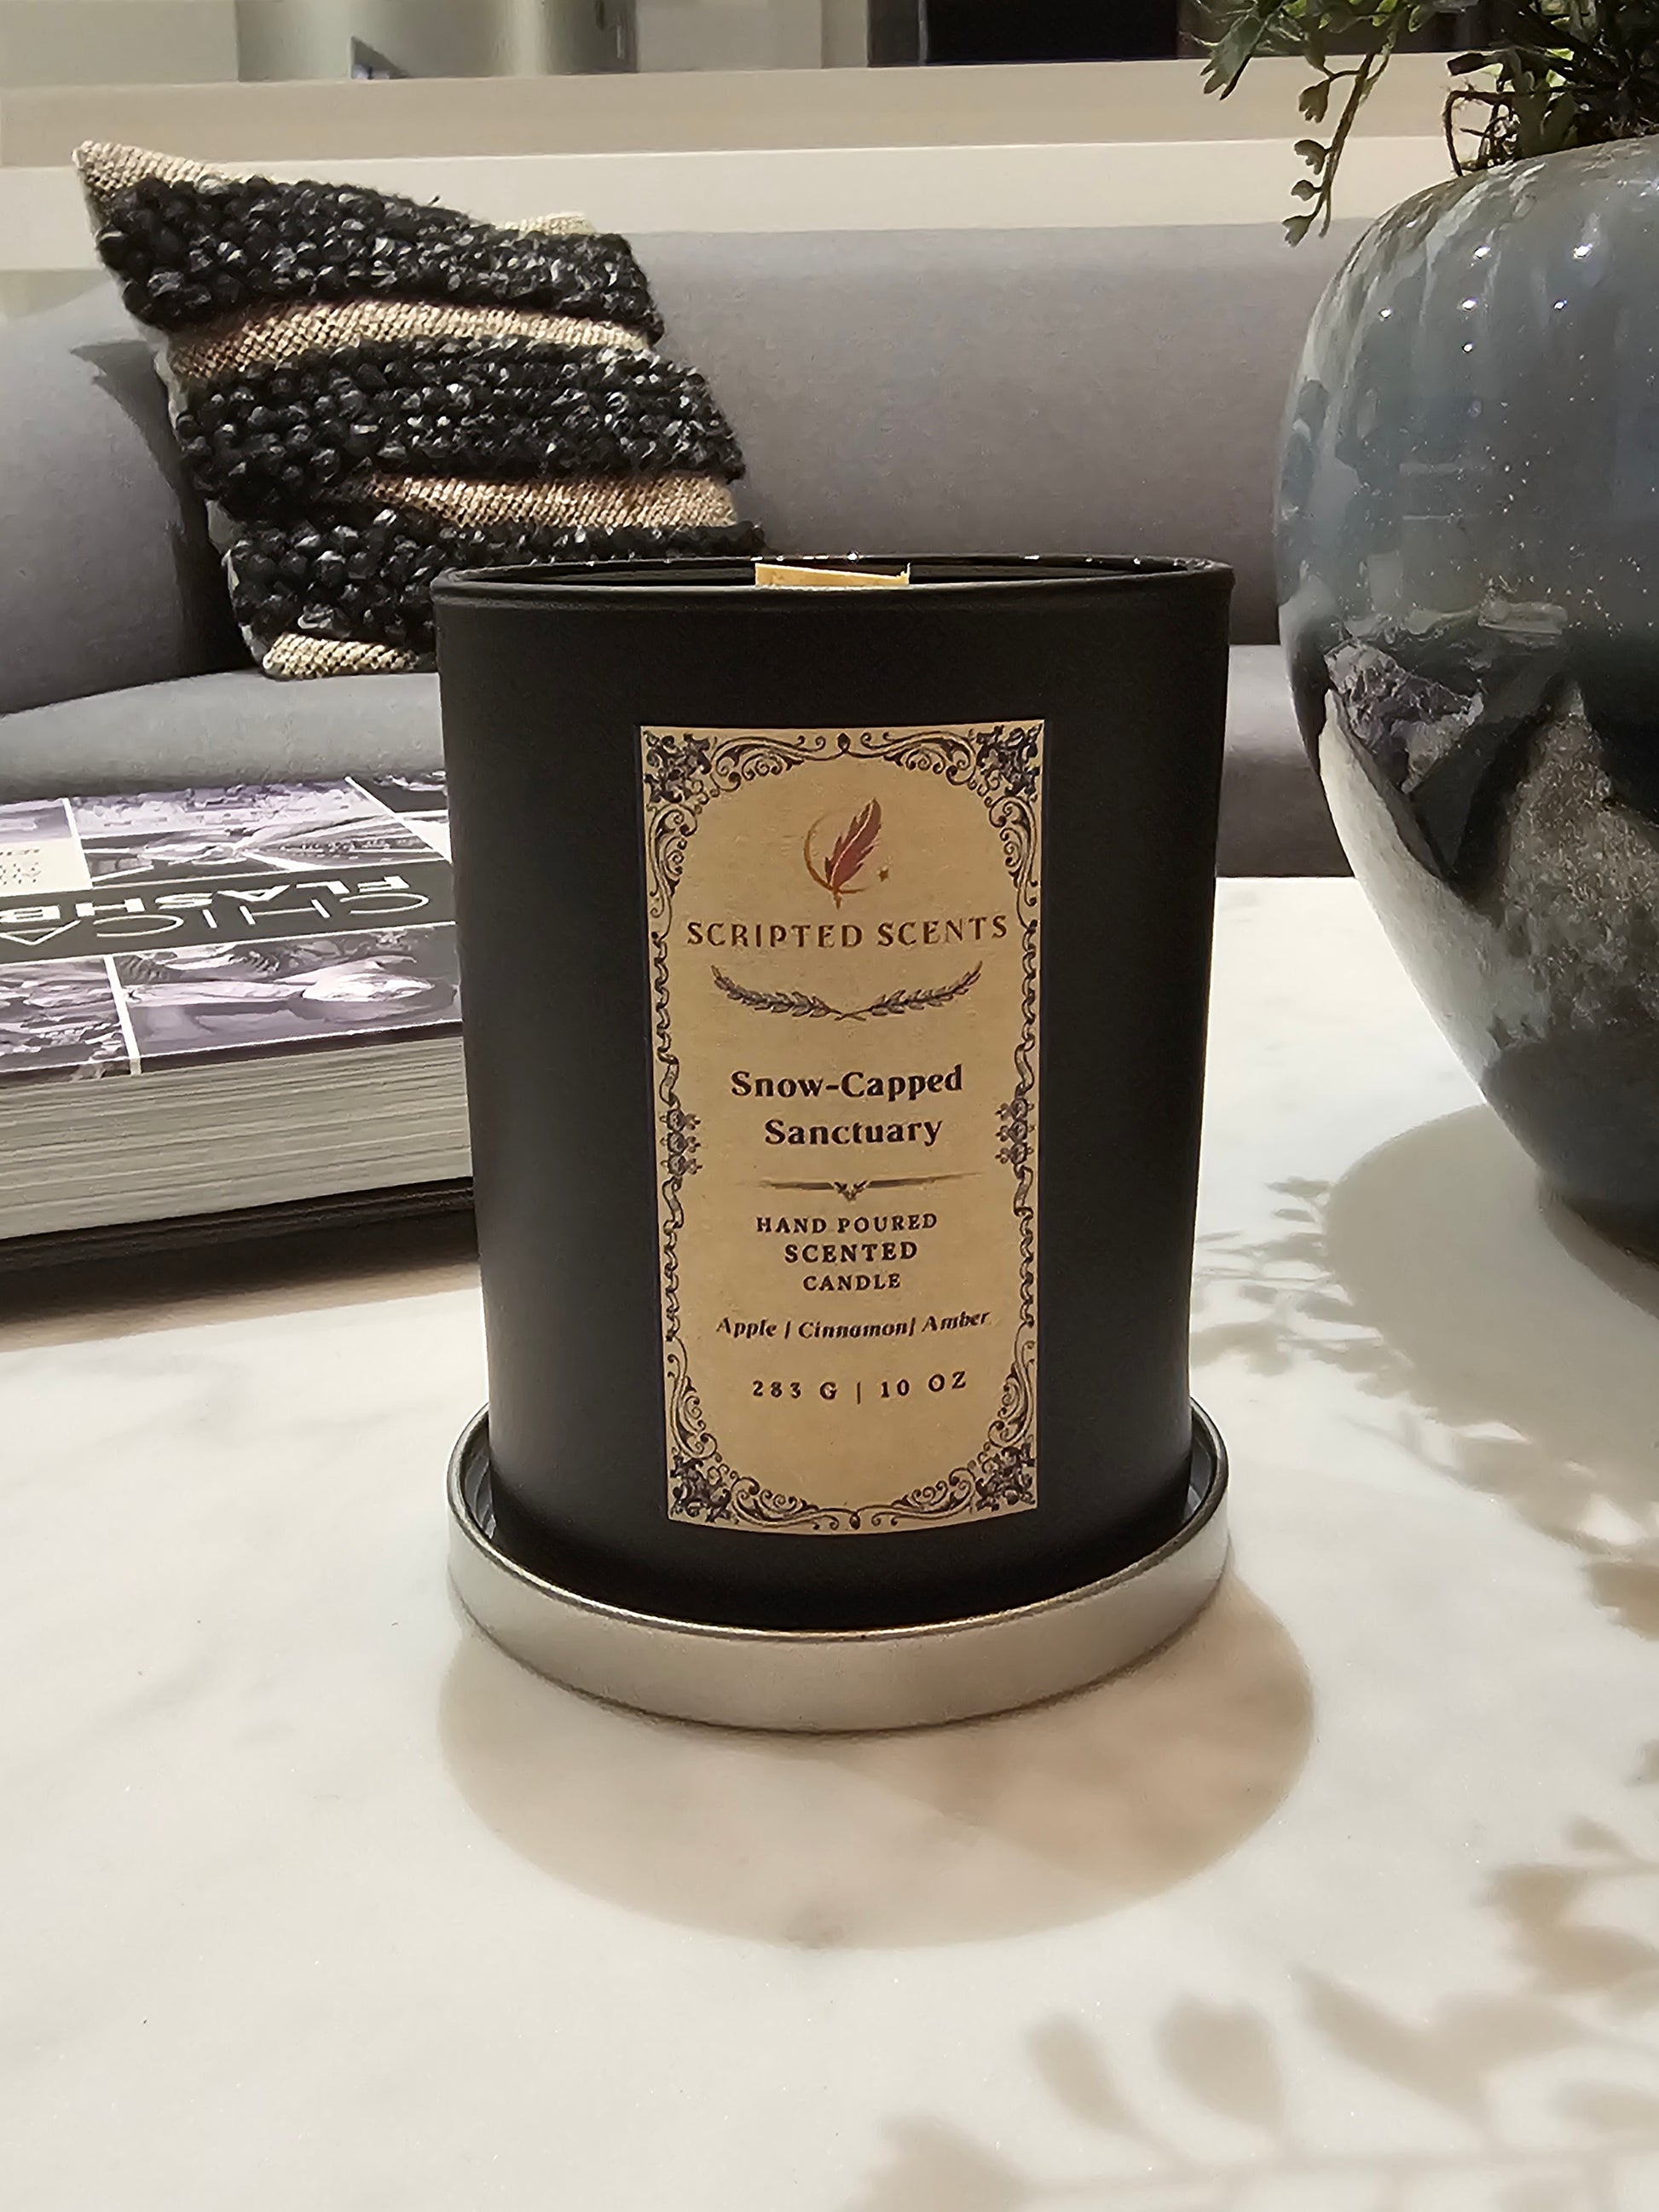 SCRIPTED SCENTS
Snow-Capped
Sanctuary
HAND POURED
SCENTED
CANDLE
Apple | Cinnamon| Amber
283 G | 10 OZ